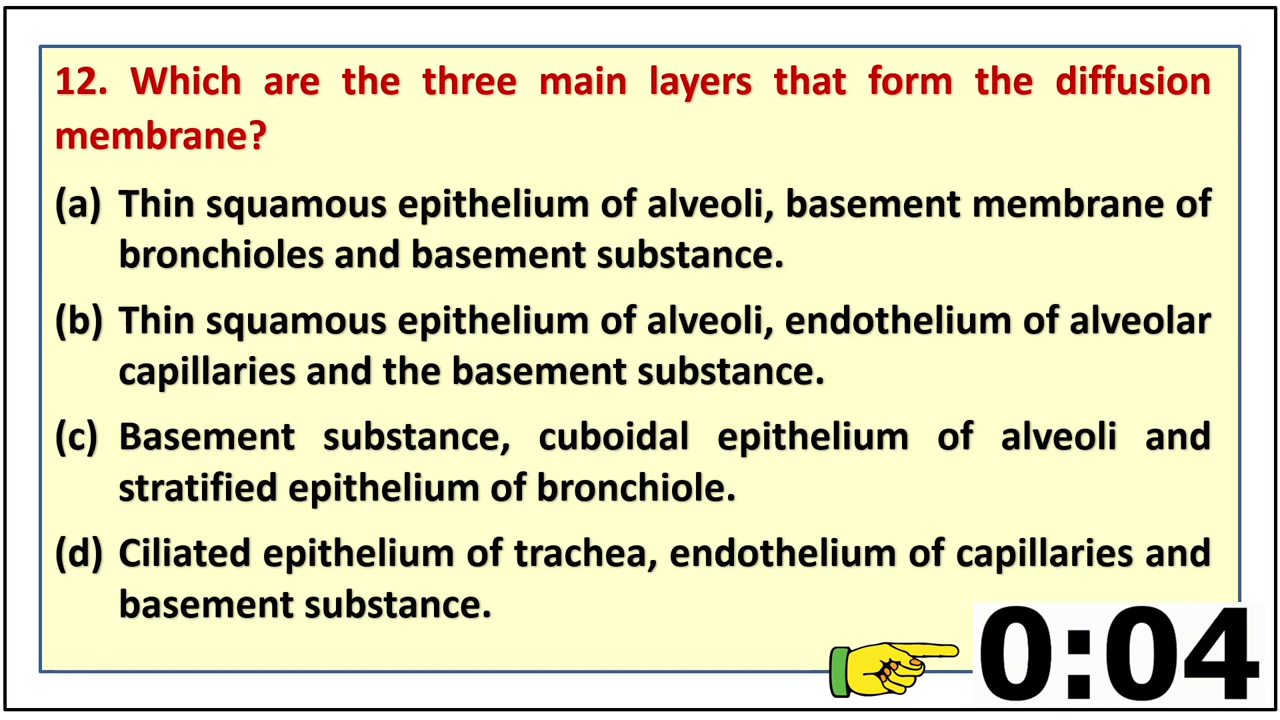 12. Which are the three main layers that form the diffusion
membrane?
(a) Thin squamous epithelium of alveoli, basement membrane of
bronchioles and basement substance.
(b) Thin squamous epithelium of alveoli, endothelium of alveolar
capillaries and the basement substance.
(c) Basement substance, cuboidal epithelium of alveoli and
stratified epithelium of bronchiole.
(d) Ciliated epithelium of trachea, endothelium of capillaries and
basement substance.
0:04